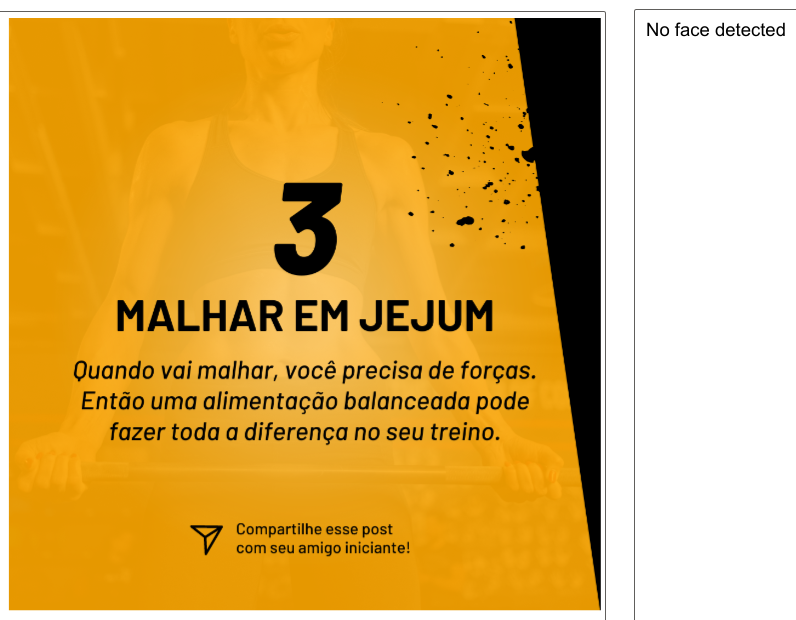 3
MALHAR EM JEJUM
Quando vai malhar, você precisa de forças.
Então uma alimentação balanceada pode
fazer toda a diferença no seu treino.
Compartilhe esse post
com seu amigo iniciante!
No face detected